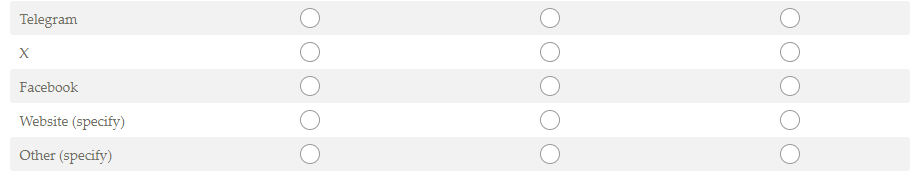 Telegram
X
Facebook
Website (specify)
Other (specify)